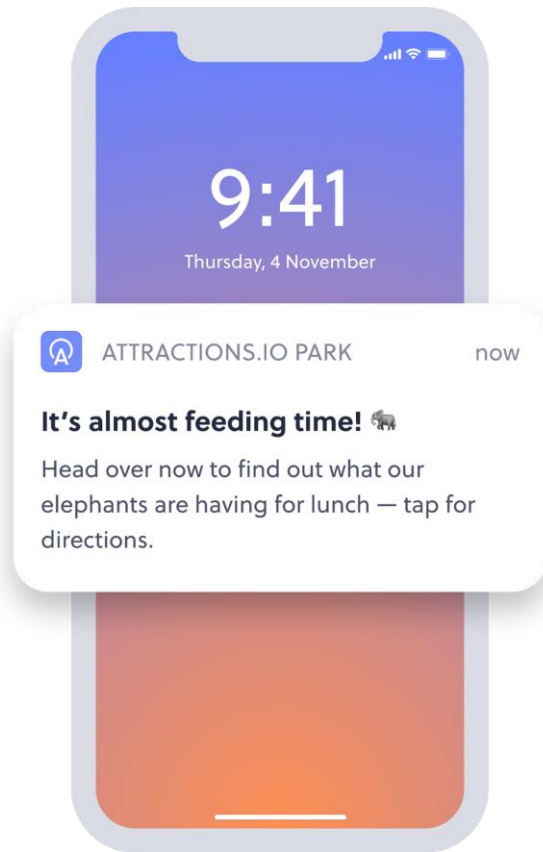 9:41
Thursday, 4 November
ATTRACTIONS.IO PARK now
It’s almost feeding time! 🐘
Head over now to find out what our
elephants are having for lunch — tap for
directions.